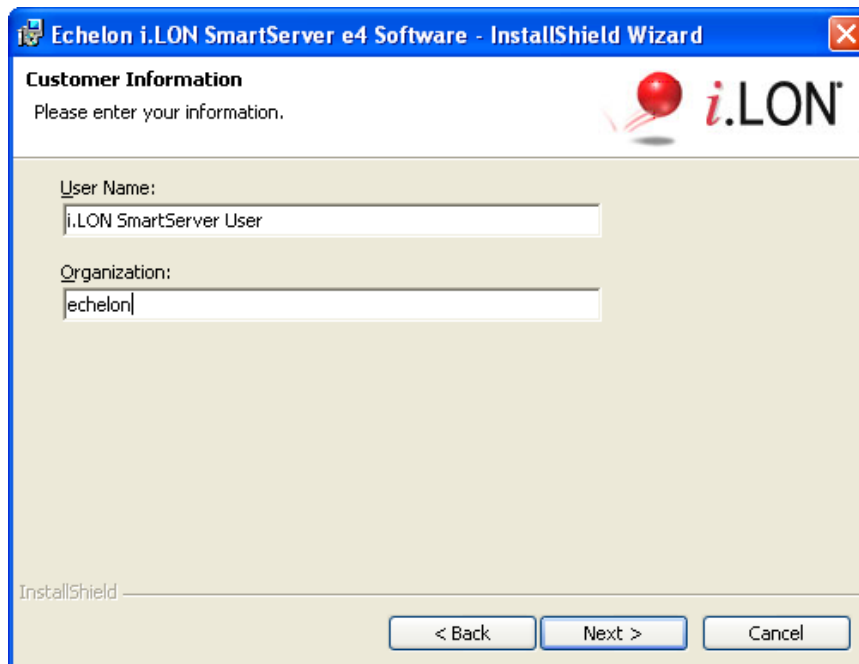 Echelon i.LON SmartServer e4 Software - InstallShield Wizard
Customer Information
Please enter your information.
i.LON
User Name:
i.LON SmartServer User
Organization:
echelon
InstallShield
< Back Next > Cancel